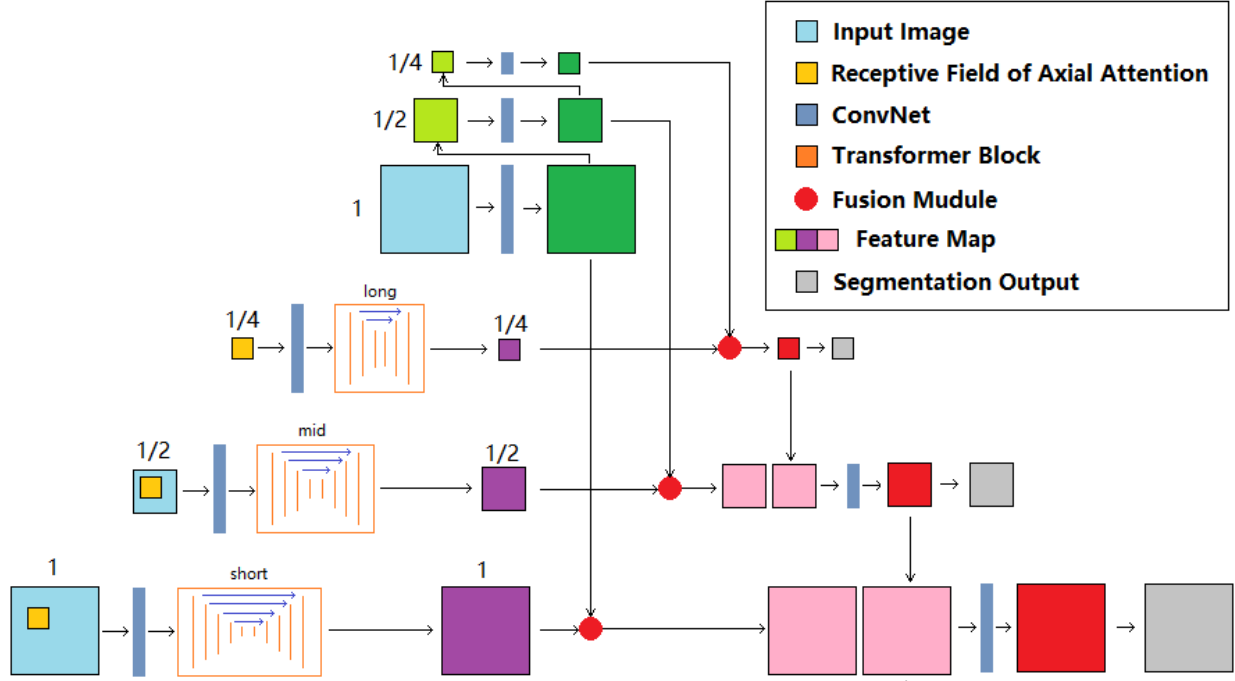 1/4
1/2
1
Input Image
Receptive Field of Axial Attention
ConvNet
Transformer Block
Fusion Mudule
Feature Map
Segmentation Output
long
1/4
1/4
mid
1/2
1/2
short
1
1